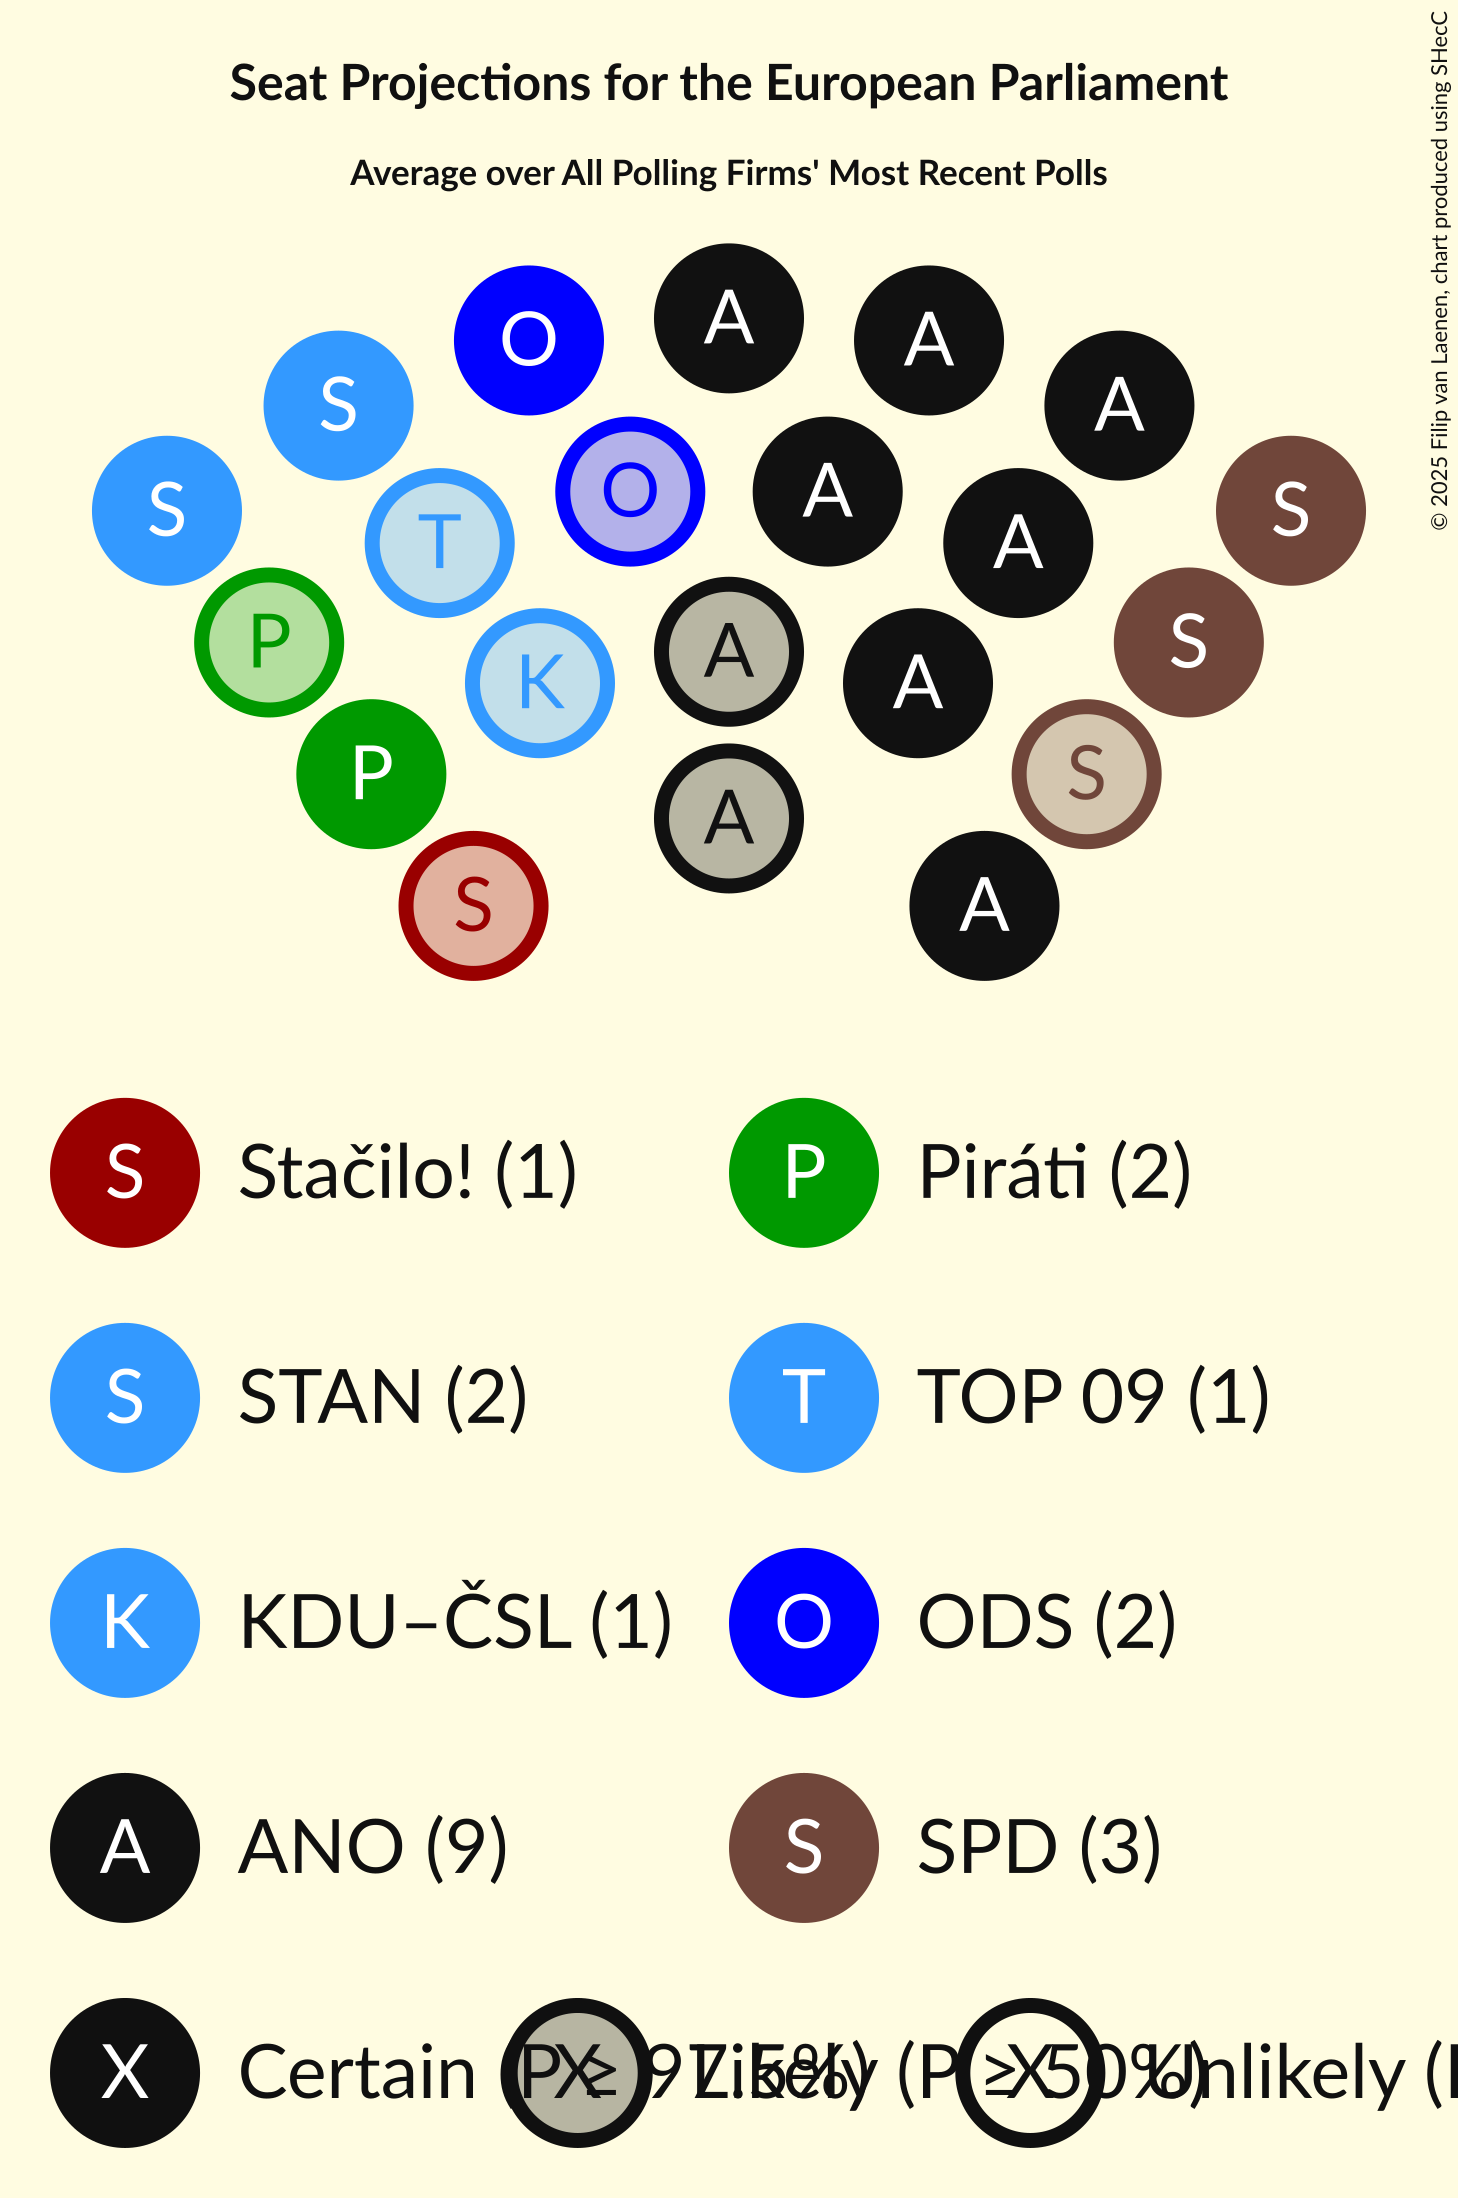 Seat Projections for the European Parliament
Average over All Polling Firms' Most Recent Polls
© 2025 Filip van Laenen, chart produced using SHecC
A
O A
S A
S O A S
T A
P A K A S
P S
A
S A
S Stačilo! (1) P Piráti (2)
S STAN (2) T TOP 09 (1)
K KDU–ČSL (1) O ODS (2)
A ANO (9) S SPD (3)
X Certain (P ≥ 97.5%) X Likely (P ≥ 50%) X Unlikely (